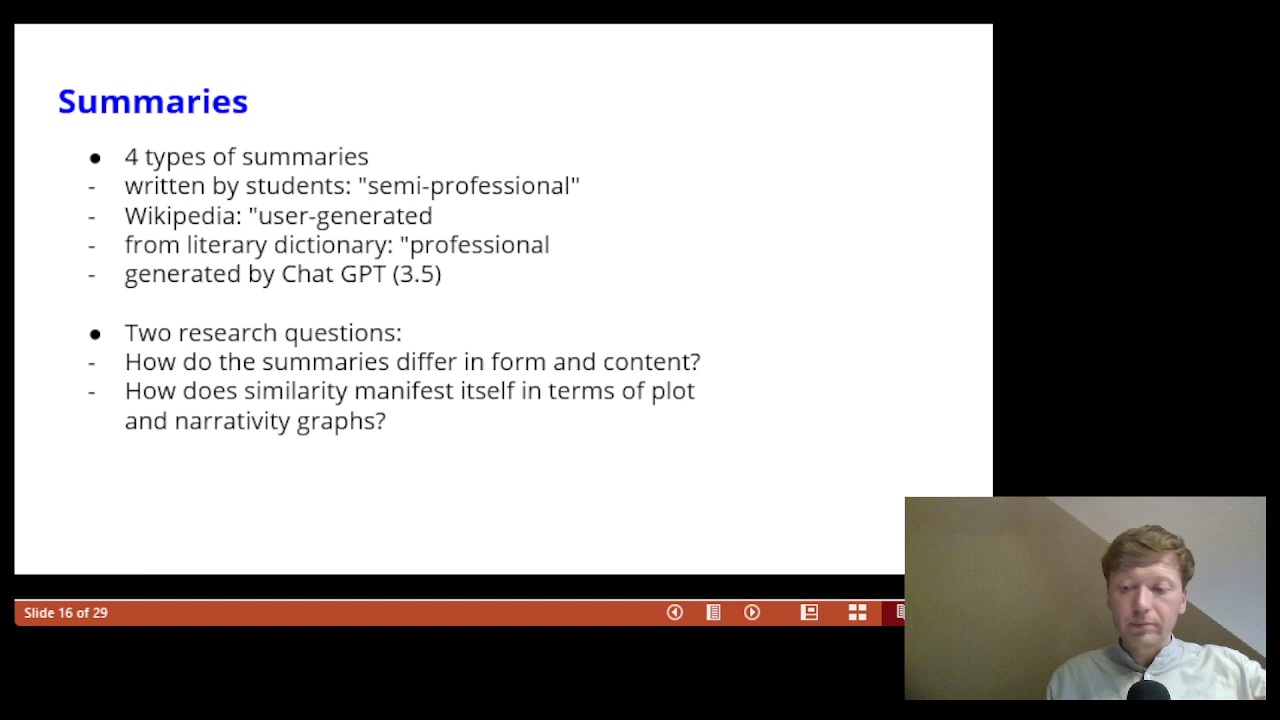 Summaries
● 4 types of summaries
- written by students: "semi-professional"
- Wikipedia: "user-generated
- from literary dictionary: "professional
- generated by Chat GPT (3.5)
● Two research questions:
- How do the summaries differ in form and content?
- How does similarity manifest itself in terms of plot
and narrativity graphs?
Slide 16 of 29